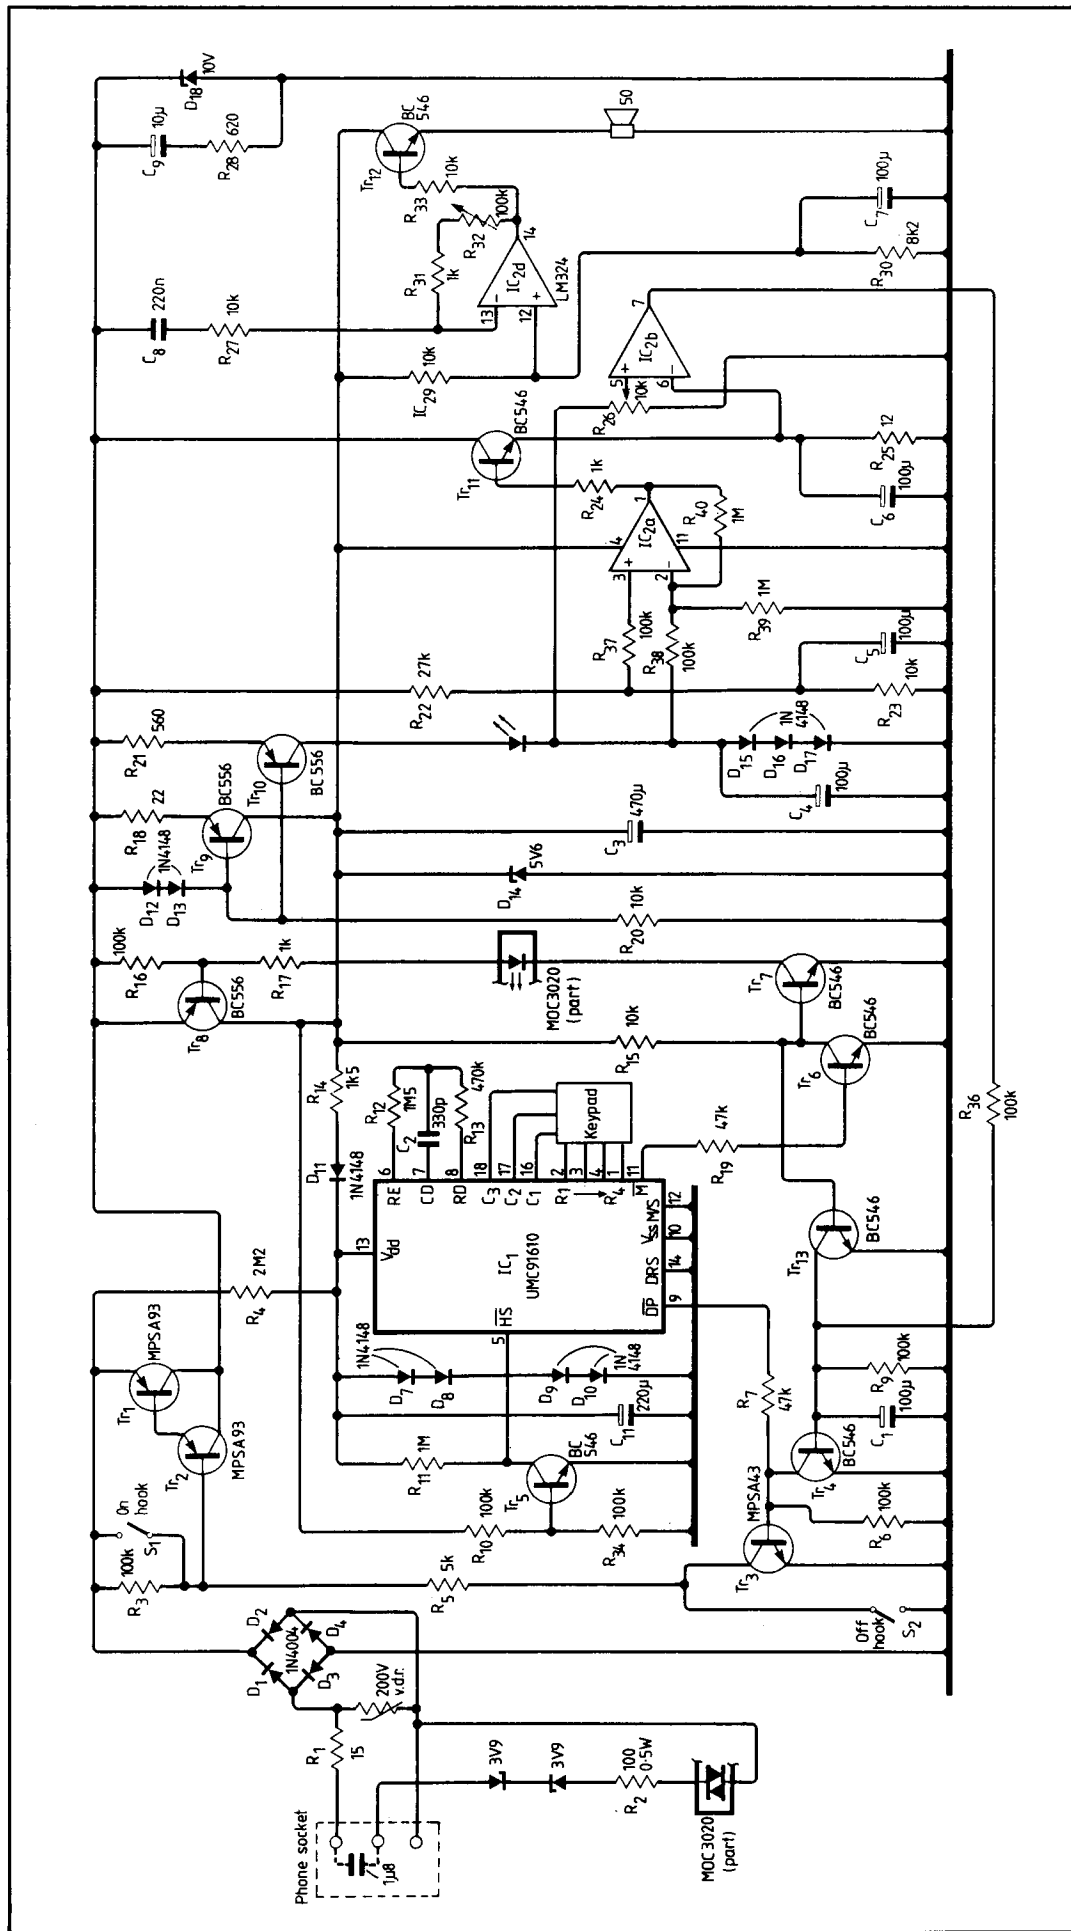 Phone socket
1µ8
R1
15
200V
v.d.r.
3V9
3V9
100
0·5W
R2
MOC3020
(part)
D1
D2
1N4004
D3
D4
100k
R3
On
hook
S1
Tr1
MPSA93
Tr2
MPSA93
R4
2M2
R5
5k
Off
hook
S2
R10
100k
R34
100k
R11
1M
Tr5
BC
546
C11
220µ
1N4148
D7
D8
D9
D10
1N
4148
MPSA43
Tr3
R6
100k
R7
47k
Tr4
BC546
C1
100µ
R9
100k
Tr13
BC546
R36
100k
IC1
UMC91610
13
Vdd
HS
5
DP
9
DRS
14
Vss
10
M/S
12
M
11
6
RE
7
CD
8
RD
18
C3
17
C2
16
C1
2
R1
3
4
1
R4
Keypad
R12
1M5
C2
330p
R13
470k
D11
1N4148
R14
1k5
R19
47k
Tr6
BC546
Tr7
BC546
R15
10k
MOC3020
(part)
R16
100k
Tr8
BC556
R17
1k
D12
D13
1N4148
R18
22
Tr9
BC556
R21
560
Tr10
BC556
R20
10k
D14
5V6
C3
470µ
C4
100µ
D15
D16
D17
1N
4148
R22
27k
R23
10k
C5
100µ
R37
100k
R38
100k
R39
1M
R40
1M
3
+
2
−
IC2a
4
11
1
R24
1k
Tr11
BC546
C6
100µ
R25
12
R26
10k
5
+
6
−
IC2b
7
IC29
10k
C8
220n
R27
10k
R31
1k
R32
100k
R33
10k
13
−
12
+
IC2d
14
LM324
Tr12
BC
546
50
C7
100µ
R30
8k2
C9
10µ
R28
620
D18
10V